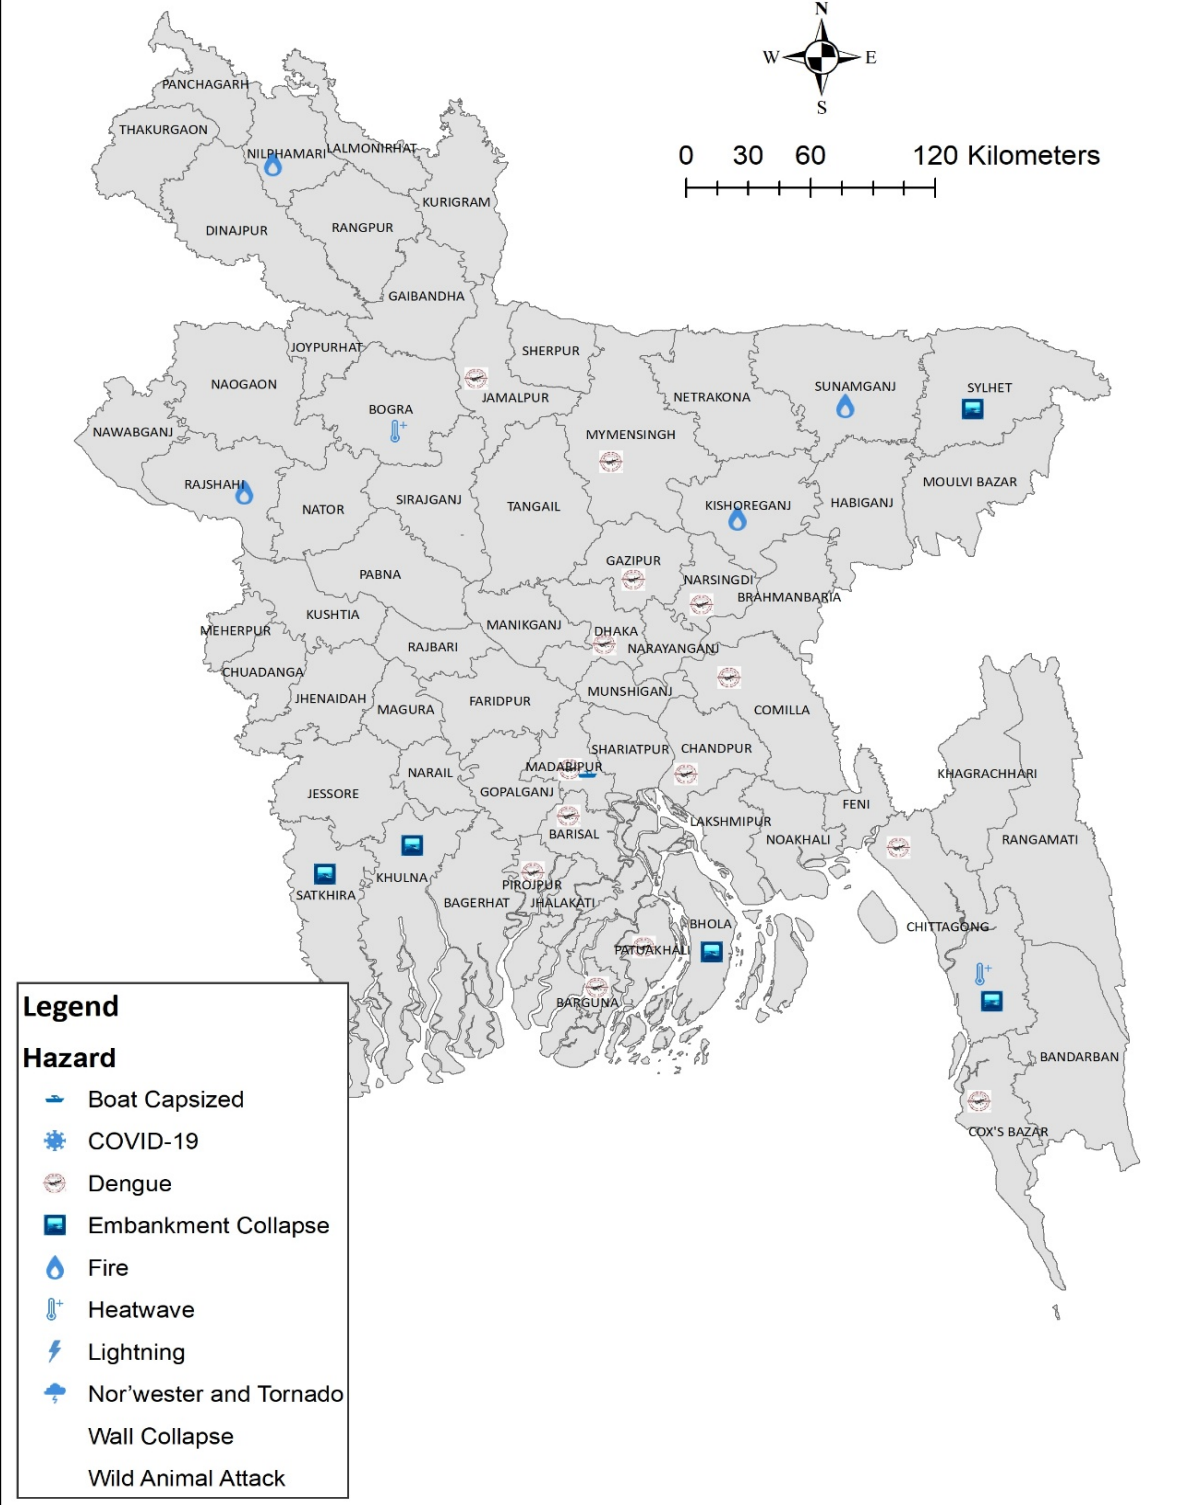 N
W E
S
0 30 60 120 Kilometers
PANCHAGARH
THAKURGAON
NILPHAMARI
LALMONIRHAT
KURIGRAM
DINAJPUR
RANGPUR
GAIBANDHA
JOYPURHAT
SHERPUR
NAOGAON
JAMALPUR
NETRAKONA
SUNAMGANJ
SYLHET
BOGRA
NAWABGANJ
MYMENSINGH
RAJSHAHI
NATOR
SIRAJGANJ
TANGAIL
KISHOREGANJ
HABIGANJ
MOULVI BAZAR
GAZIPUR
PABNA
NARSINGDI
BRAHMANBARIA
KUSHTIA
MEHERPUR
MANIKGANJ
DHAKA
RAJBARI
NARAYANGANJ
CHUADANGA
JHENAIDAH
MAGURA
FARIDPUR
MUNSHIGANJ
COMILLA
SHARIATPUR
CHANDPUR
NARAIL
MADARIPUR
KHAGRACHHARI
JESSORE
GOPALGANJ
FENI
LAKSHMIPUR
BARISAL
NOAKHALI
RANGAMATI
KHULNA
SATKHIRA
PIROJPUR
BAGERHAT
JHALAKATI
BHOLA
CHITTAGONG
PATUAKHALI
BARGUNA
BANDARBAN
COX'S BAZAR
Legend
Hazard
Boat Capsized
COVID-19
Dengue
Embankment Collapse
Fire
Heatwave
Lightning
Nor’wester and Tornado
Wall Collapse
Wild Animal Attack